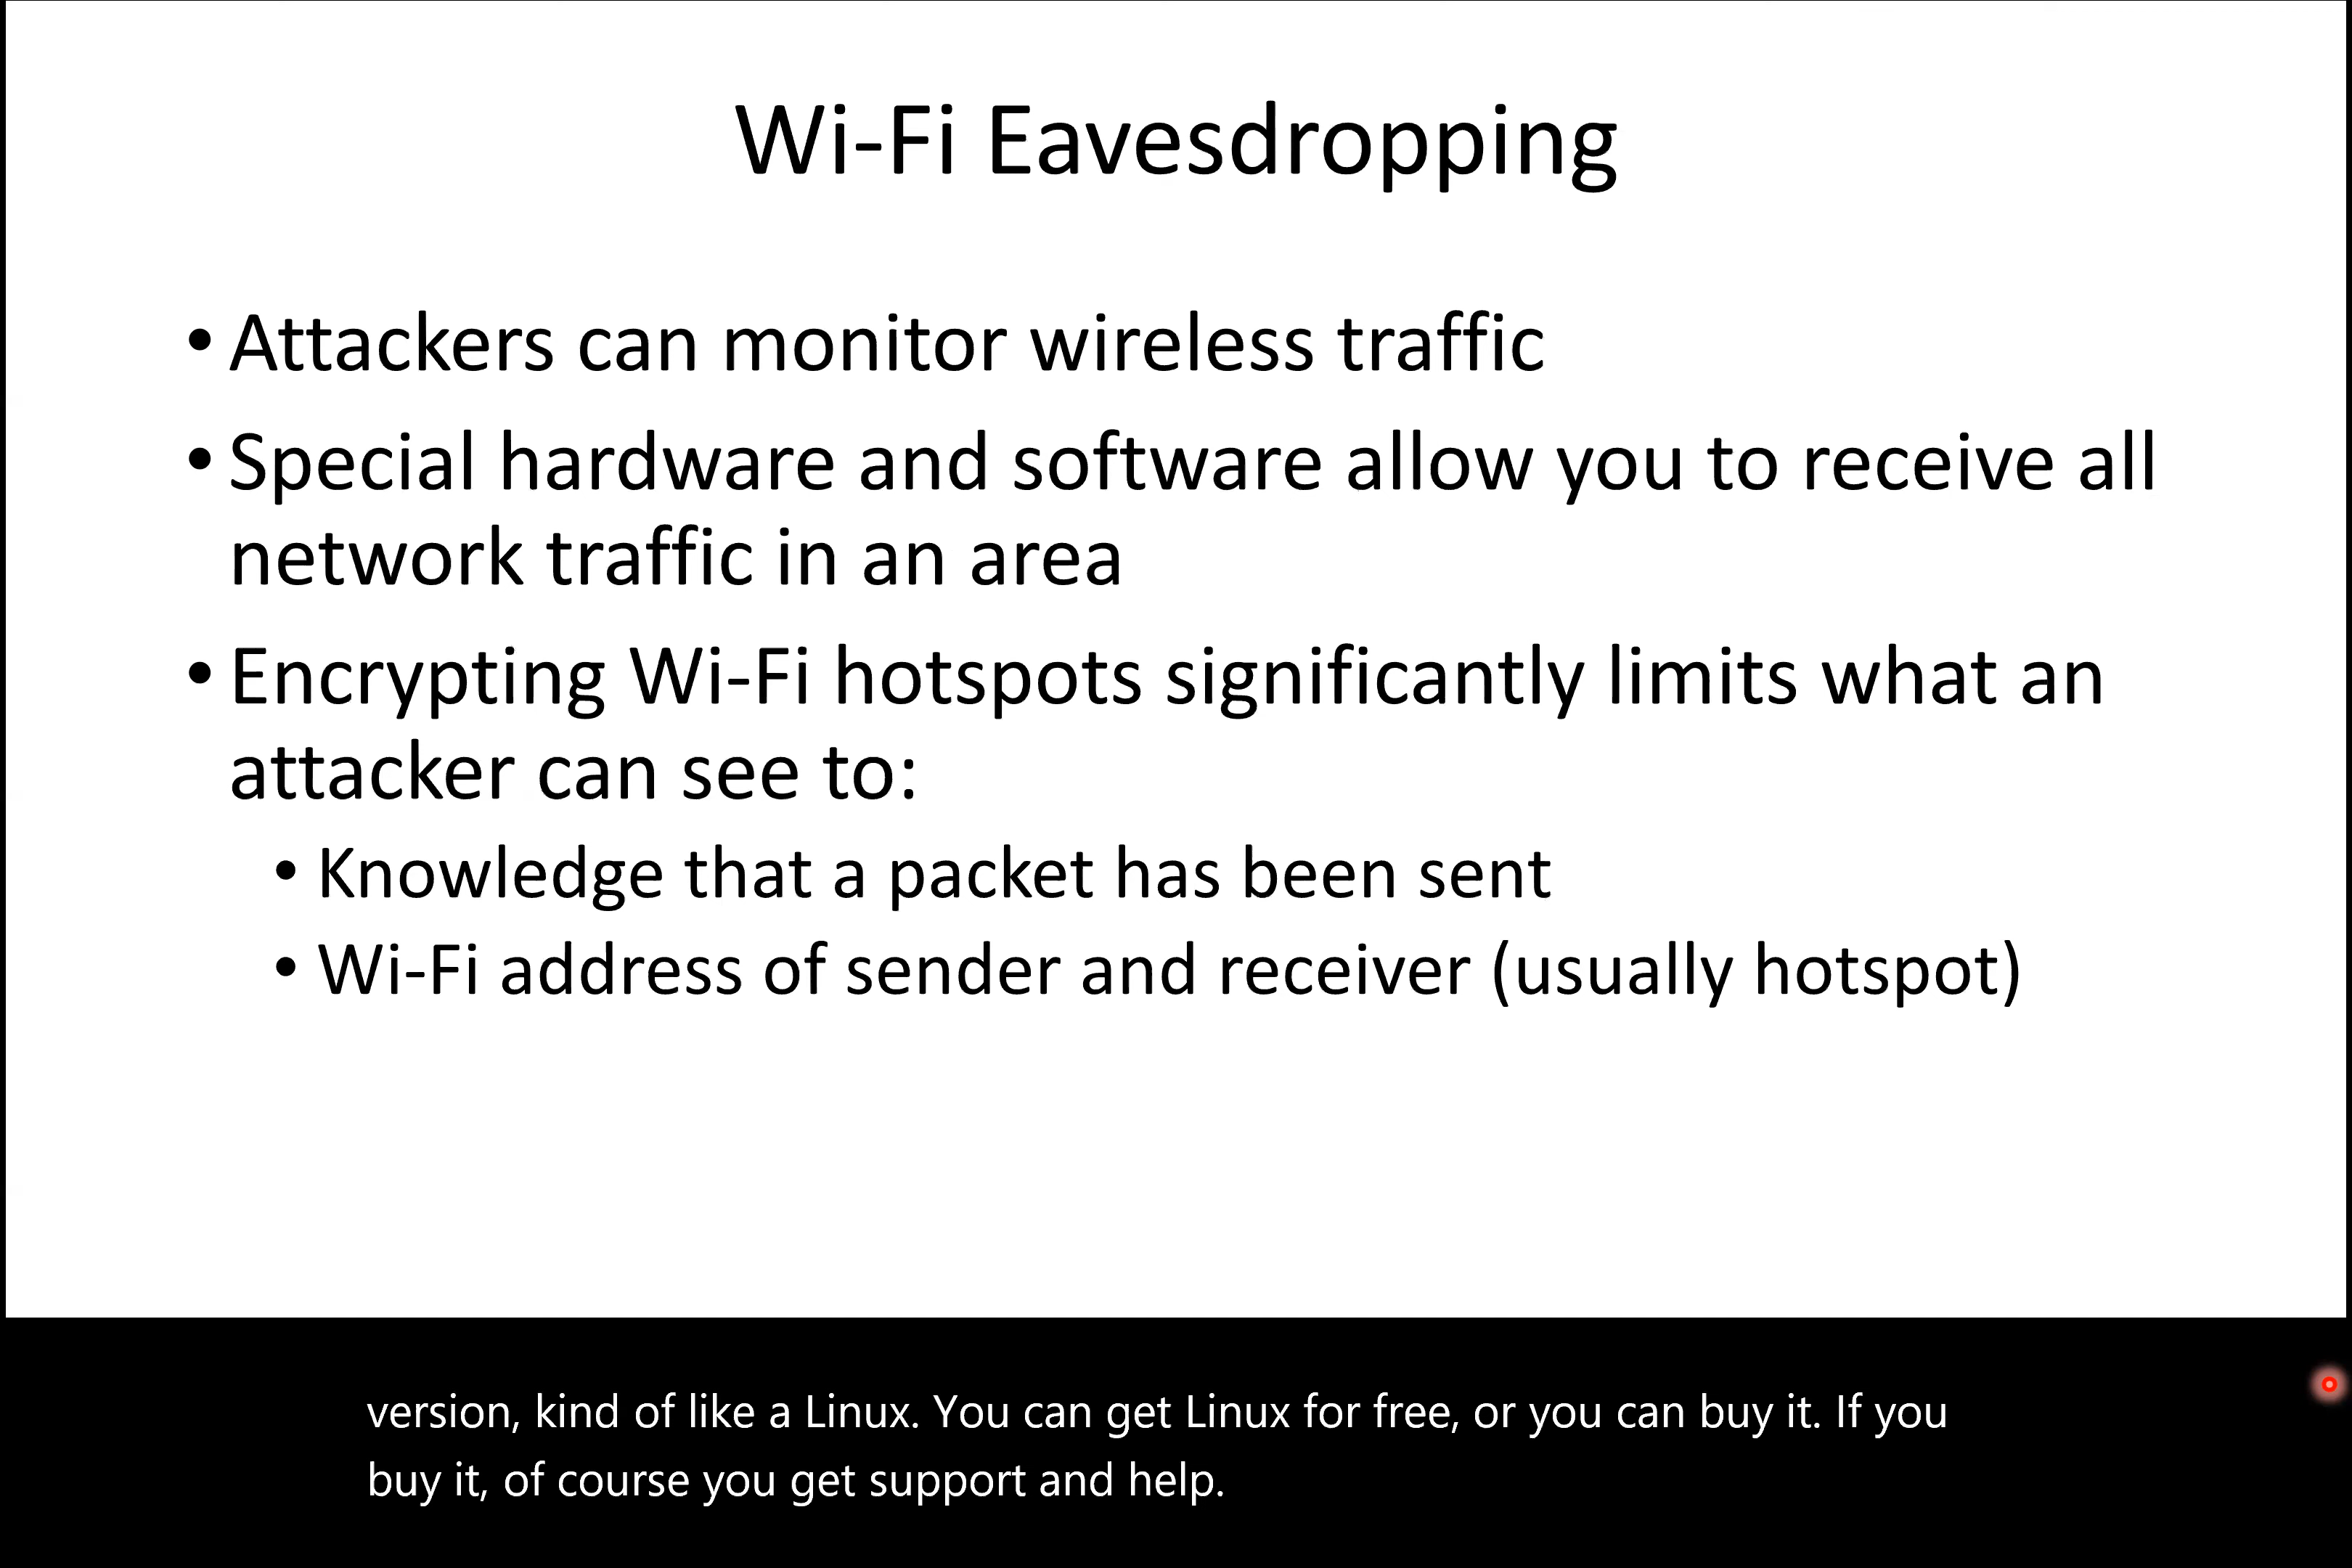 Wi-Fi Eavesdropping
• Attackers can monitor wireless traffic
• Special hardware and software allow you to receive all
network traffic in an area
• Encrypting Wi-Fi hotspots significantly limits what an
attacker can see to:
• Knowledge that a packet has been sent
• Wi-Fi address of sender and receiver (usually hotspot)
version, kind of like a Linux. You can get Linux for free, or you can buy it. If you
buy it, of course you get support and help.